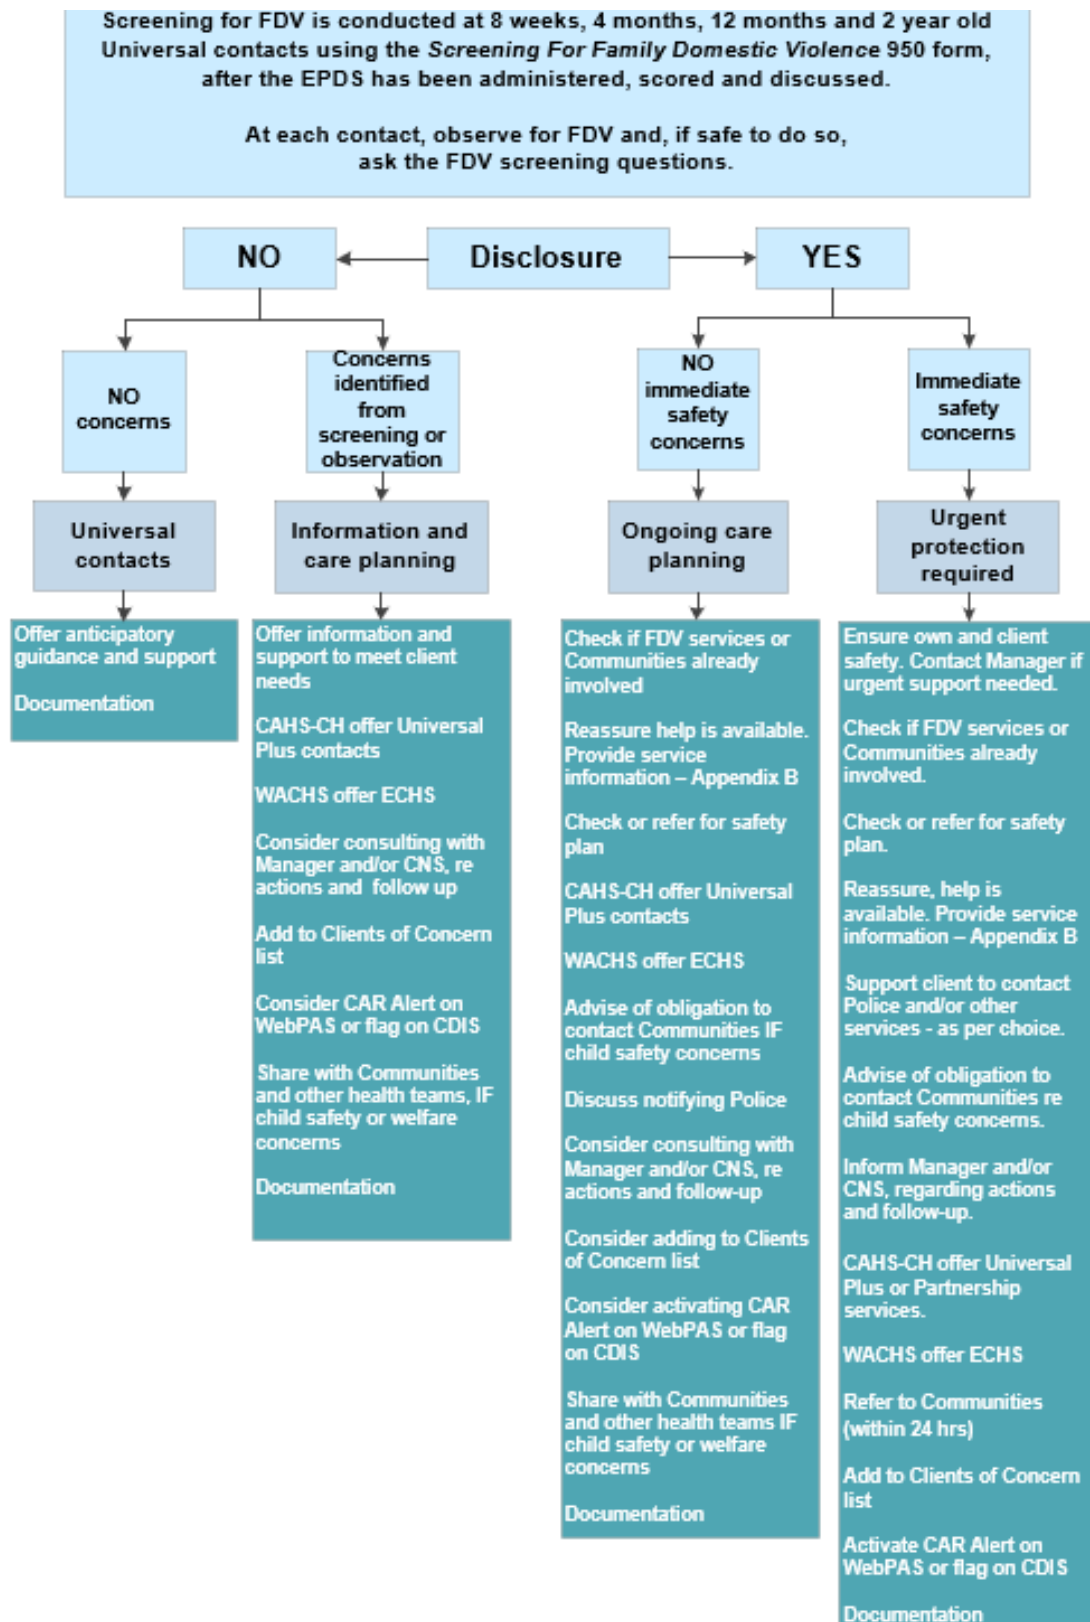 Screening for FDV is conducted at 8 weeks, 4 months, 12 months and 2 year old
Universal contacts using the Screening For Family Domestic Violence 950 form,
after the EPDS has been administered, scored and discussed.
At each contact, observe for FDV and, if safe to do so,
ask the FDV screening questions.
NO
Disclosure
YES
NO
concerns
Concerns
identified
from
screening or
observation
NO
immediate
safety
concerns
Immediate
safety
concerns
Universal
contacts
Information and
care planning
Ongoing care
planning
Urgent
protection
required
Offer anticipatory
guidance and support
Documentation
Offer information and
support to meet client
needs
CAHS-CH offer Universal
Plus contacts
WACHS offer ECHS
Consider consulting with
Manager and/or CNS, re
actions and follow up
Add to Clients of Concern
list
Consider CAR Alert on
WebPAS or flag on CDIS
Share with Communities
and other health teams, IF
child safety or welfare
concerns
Documentation
Check if FDV services or
Communities already
involved
Reassure help is available.
Provide service
information – Appendix B
Check or refer for safety
plan
CAHS-CH offer Universal
Plus contacts
WACHS offer ECHS
Advise of obligation to
contact Communities IF
child safety concerns
Discuss notifying Police
Consider consulting with
Manager and/or CNS, re
actions and follow-up
Consider adding to Clients
of Concern list
Consider activating CAR
Alert on WebPAS or flag
on CDIS
Share with Communities
and other health teams IF
child safety or welfare
concerns
Documentation
Ensure own and client
safety. Contact Manager if
urgent support needed.
Check if FDV services or
Communities already
involved.
Check or refer for safety
plan.
Reassure, help is
available. Provide service
information – Appendix B
Support client to contact
Police and/or other
services - as per choice.
Advise of obligation to
contact Communities re
child safety concerns.
Inform Manager and/or
CNS, regarding actions
and follow-up.
CAHS-CH offer Universal
Plus or Partnership
services.
WACHS offer ECHS
Refer to Communities
(within 24 hrs)
Add to Clients of Concern
list
Activate CAR Alert on
WebPAS or flag on CDIS
Documentation